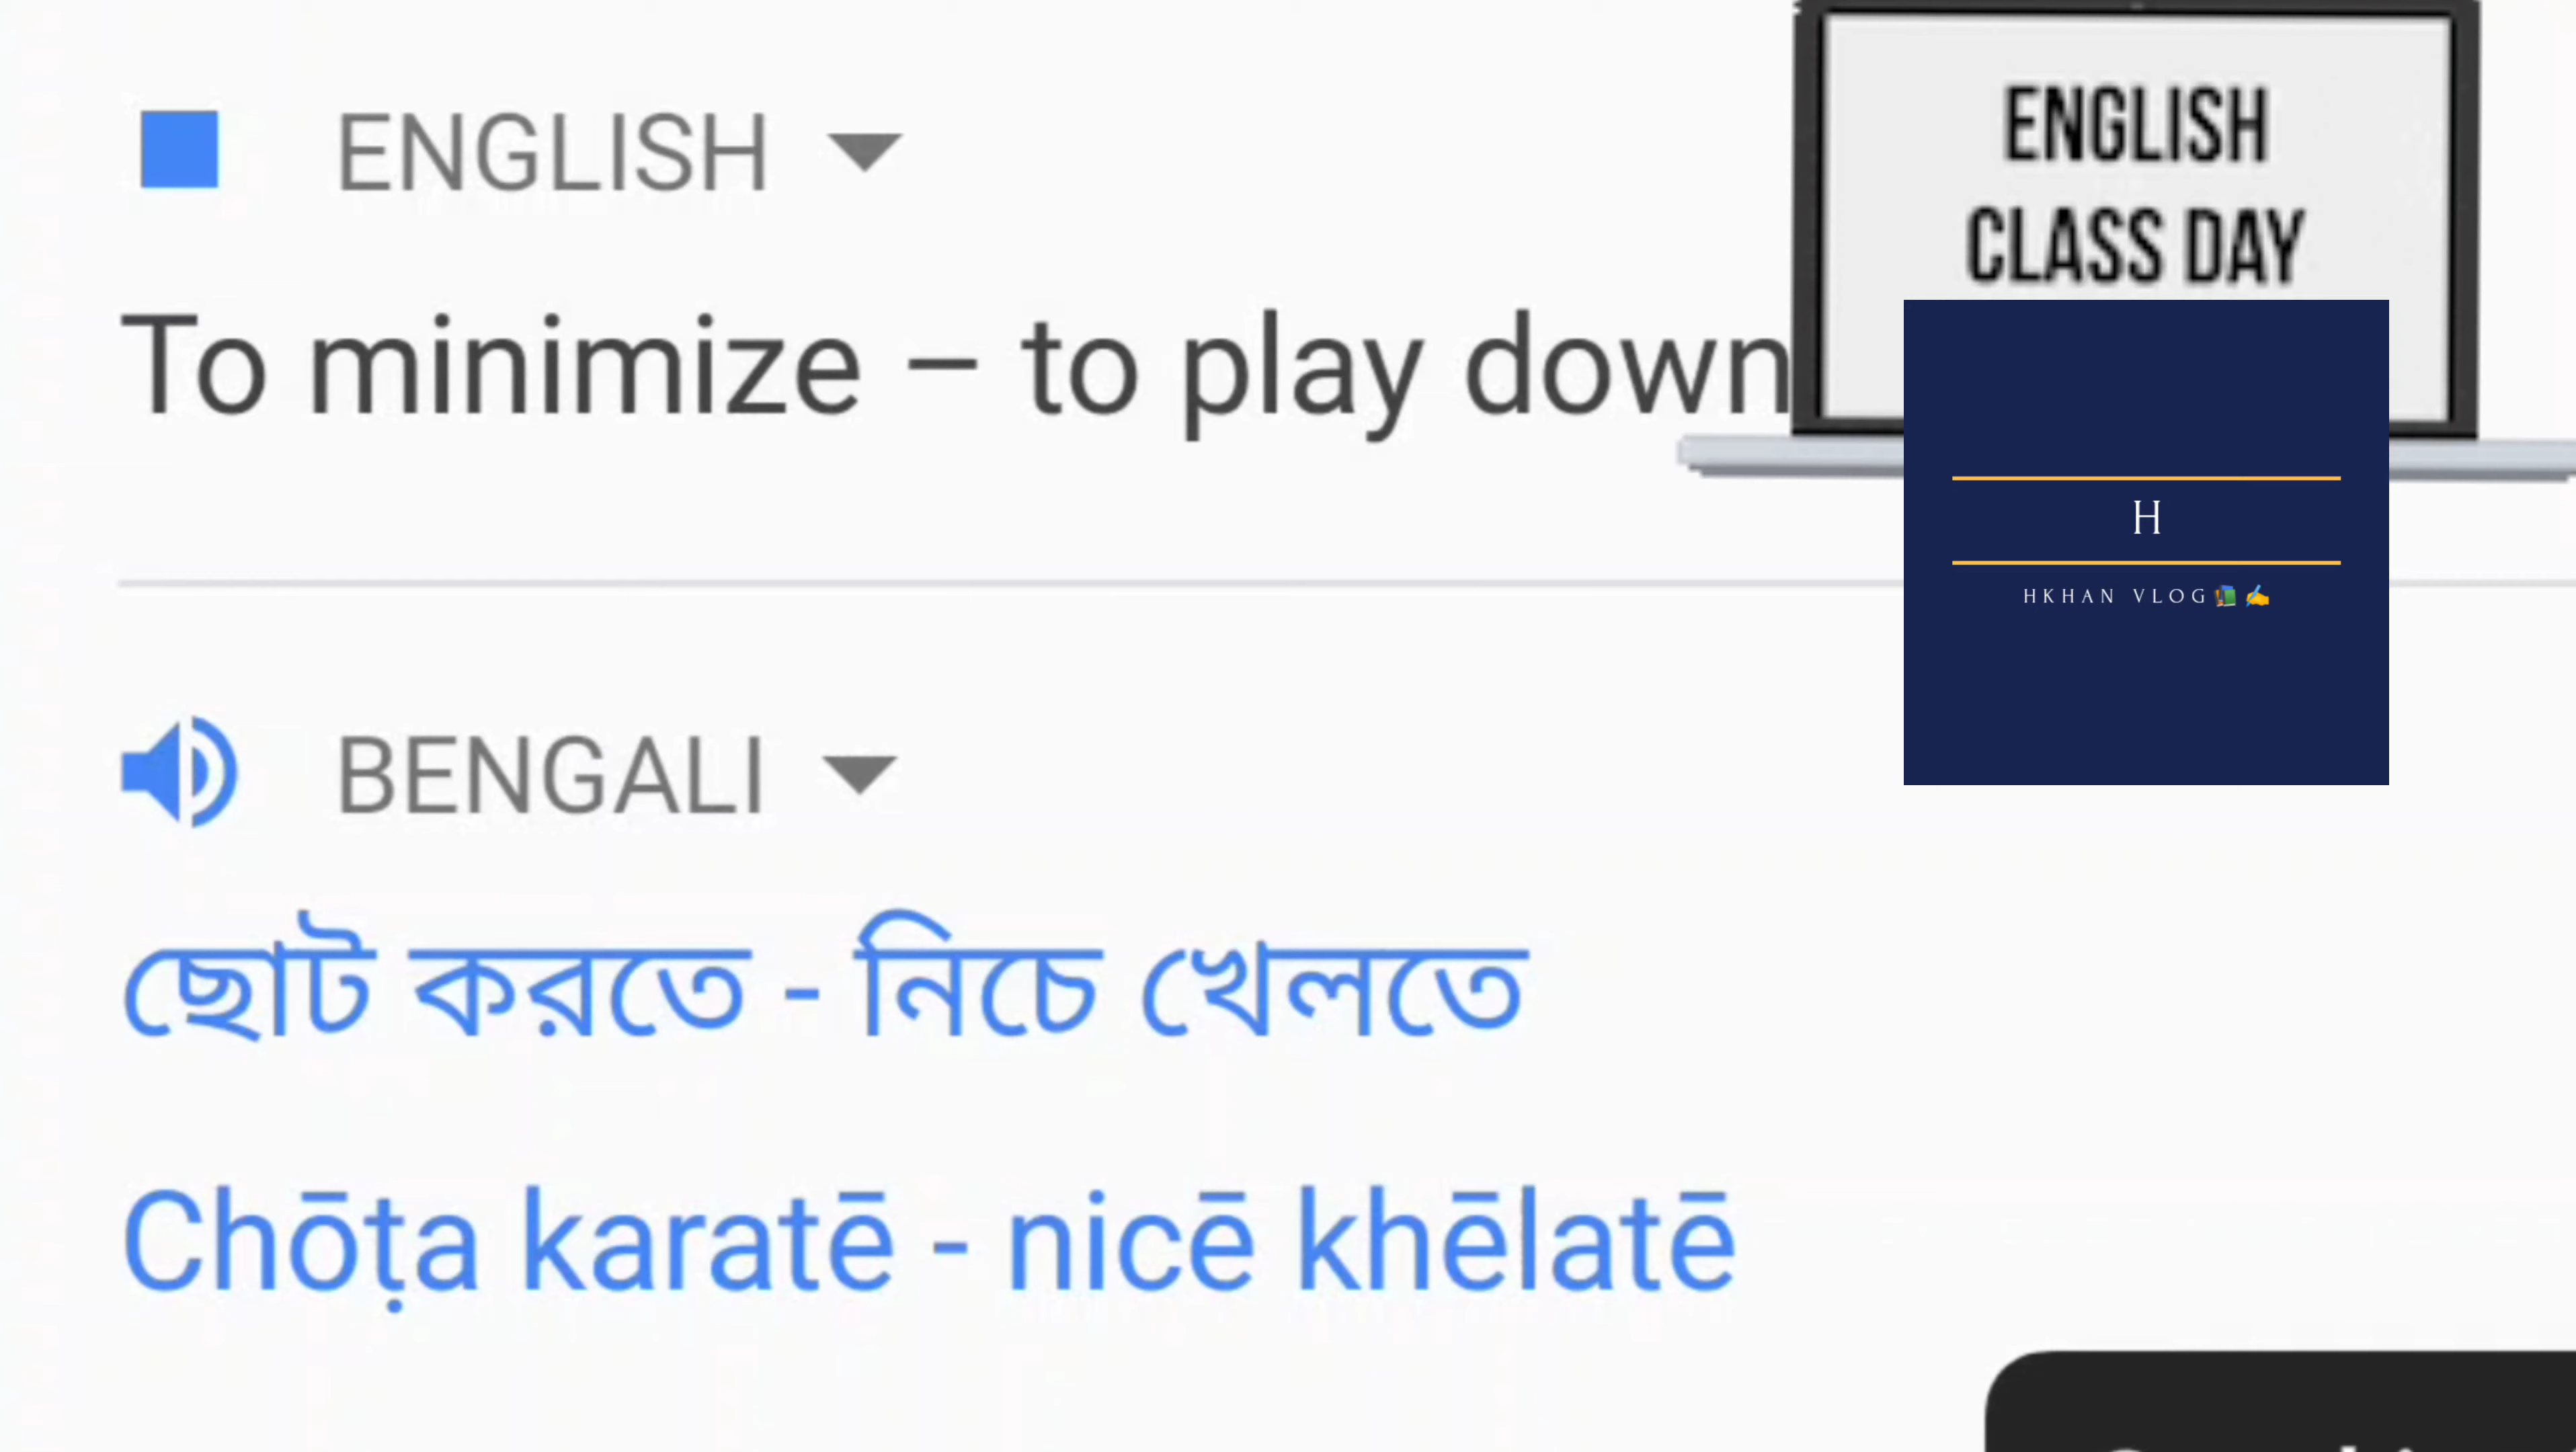 ENGLISH
ENGLISH
CLASS DAY
To minimize – to play down
H
HKHAN VLOG📚✍️
BENGALI
ছোট করতে - নিচে খেলতে
Chōṭa karatē - nicē khēlatē